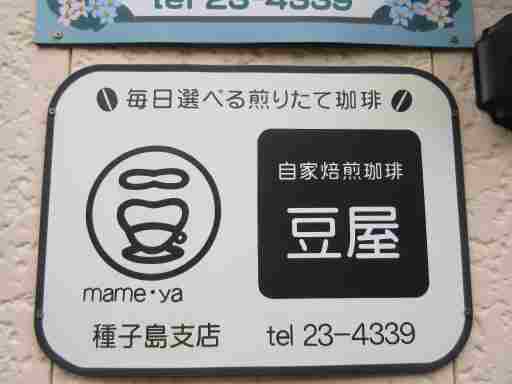 tel 23-4339
毎日選べる煎りたて珈琲
自家焙煎珈琲
豆屋
mame・ya
種子島支店 tel 23-4339